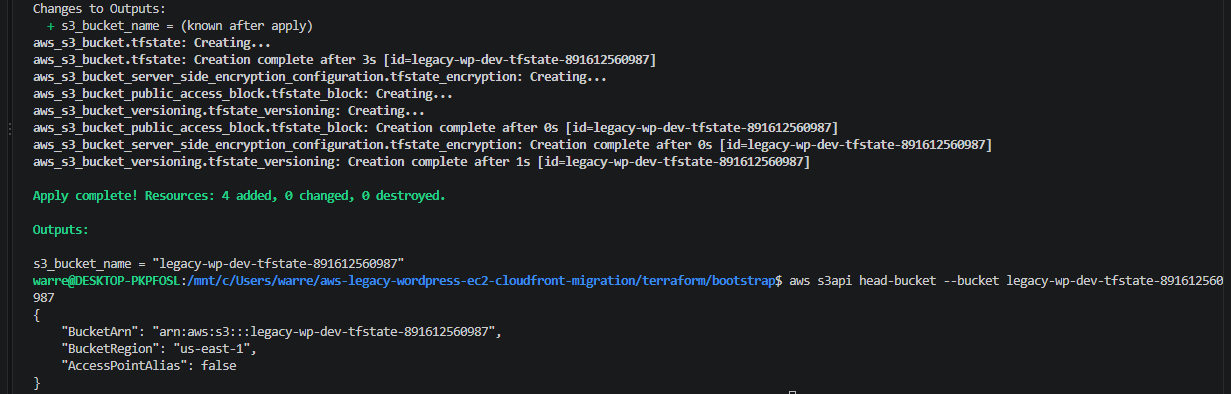 Changes to Outputs:
+ s3_bucket_name = (known after apply)
aws_s3_bucket.tfstate: Creating...
aws_s3_bucket.tfstate: Creation complete after 3s [id=legacy-wp-dev-tfstate-891612560987]
aws_s3_bucket_server_side_encryption_configuration.tfstate_encryption: Creating...
aws_s3_bucket_public_access_block.tfstate_block: Creating...
aws_s3_bucket_versioning.tfstate_versioning: Creating...
aws_s3_bucket_public_access_block.tfstate_block: Creation complete after 0s [id=legacy-wp-dev-tfstate-891612560987]
aws_s3_bucket_server_side_encryption_configuration.tfstate_encryption: Creation complete after 0s [id=legacy-wp-dev-tfstate-891612560987]
aws_s3_bucket_versioning.tfstate_versioning: Creation complete after 1s [id=legacy-wp-dev-tfstate-891612560987]
Apply complete! Resources: 4 added, 0 changed, 0 destroyed.
Outputs:
s3_bucket_name = "legacy-wp-dev-tfstate-891612560987"
warre@DESKTOP-PKPFOSL:/mnt/c/Users/warre/aws-legacy-wordpress-ec2-cloudfront-migration/terraform/bootstrap$ aws s3api head-bucket --bucket legacy-wp-dev-tfstate-891612560
987
{
"BucketArn": "arn:aws:s3:::legacy-wp-dev-tfstate-891612560987",
"BucketRegion": "us-east-1",
"AccessPointAlias": false
}